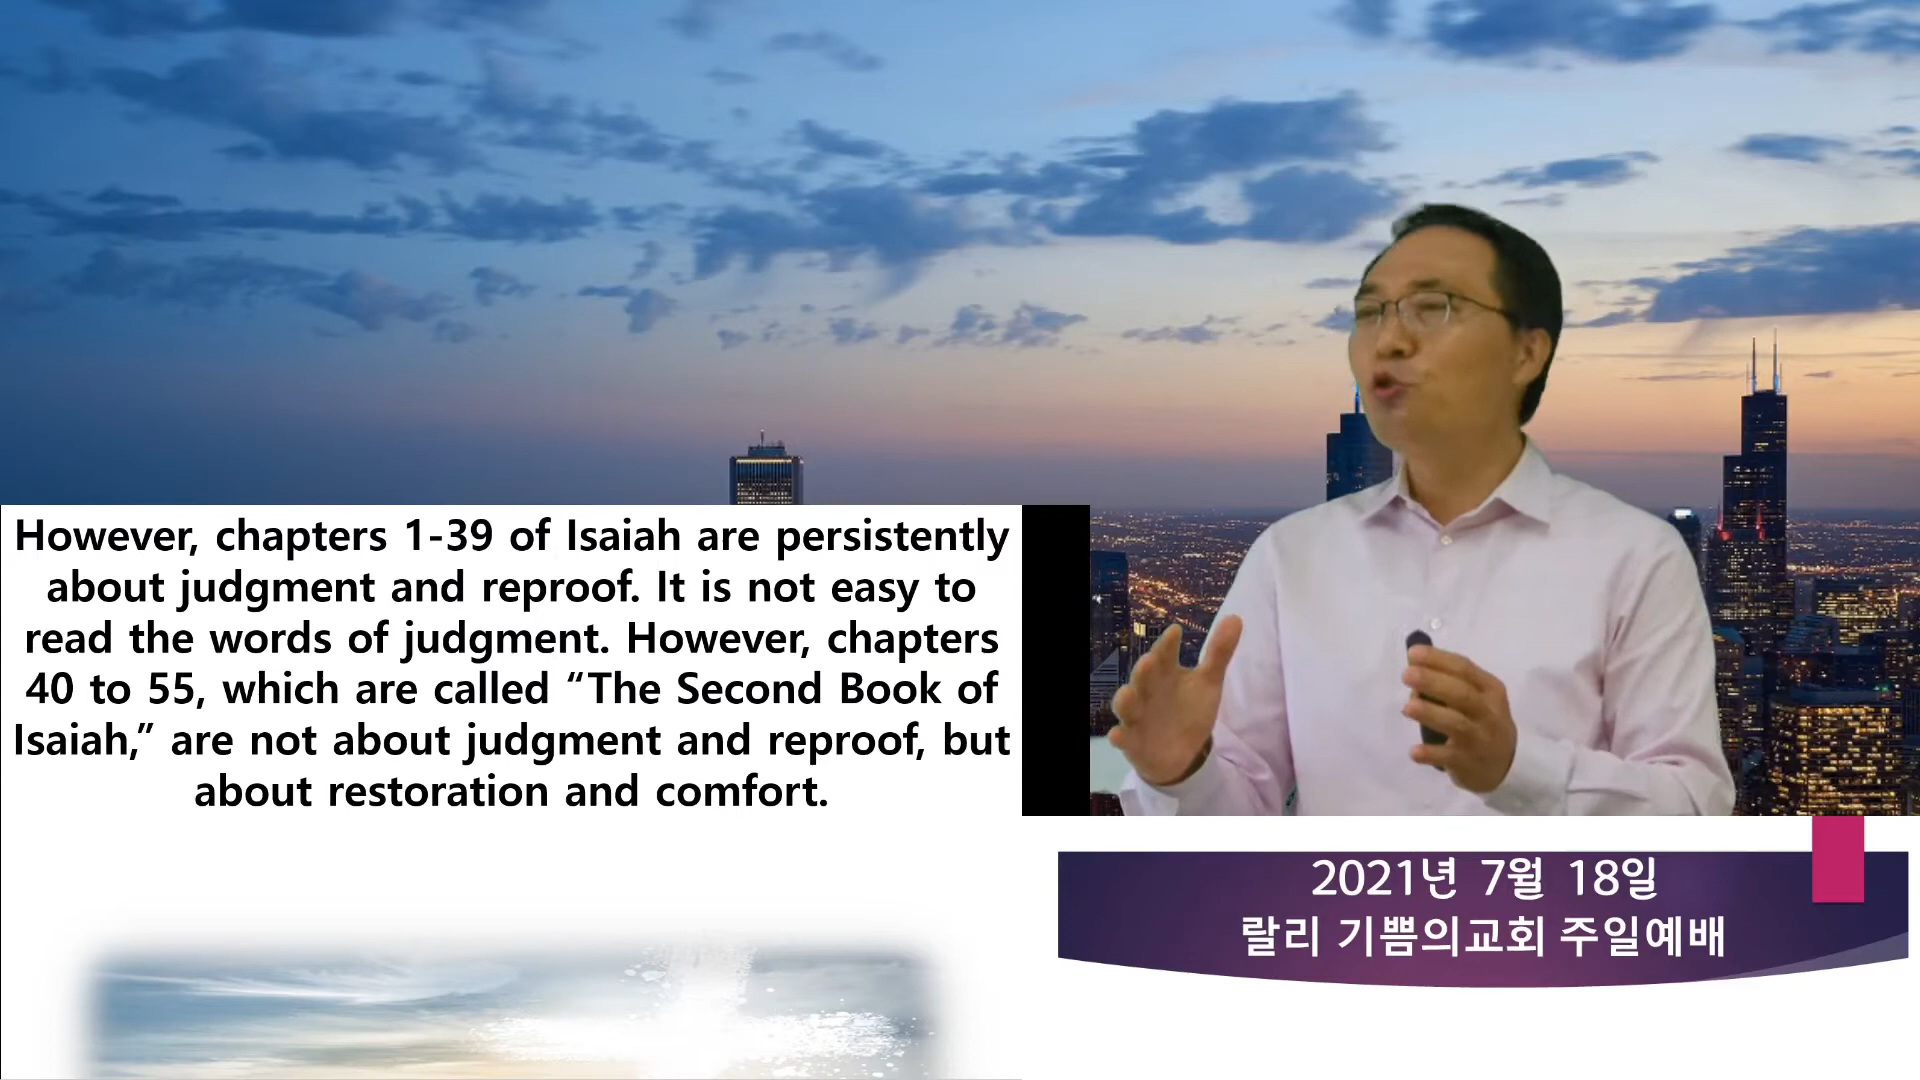 However, chapters 1-39 of Isaiah are persistently
about judgment and reproof. It is not easy to
read the words of judgment. However, chapters
40 to 55, which are called “The Second Book of
Isaiah,” are not about judgment and reproof, but
about restoration and comfort.
2021년 7월 18일
랄리 기쁨의교회 주일예배